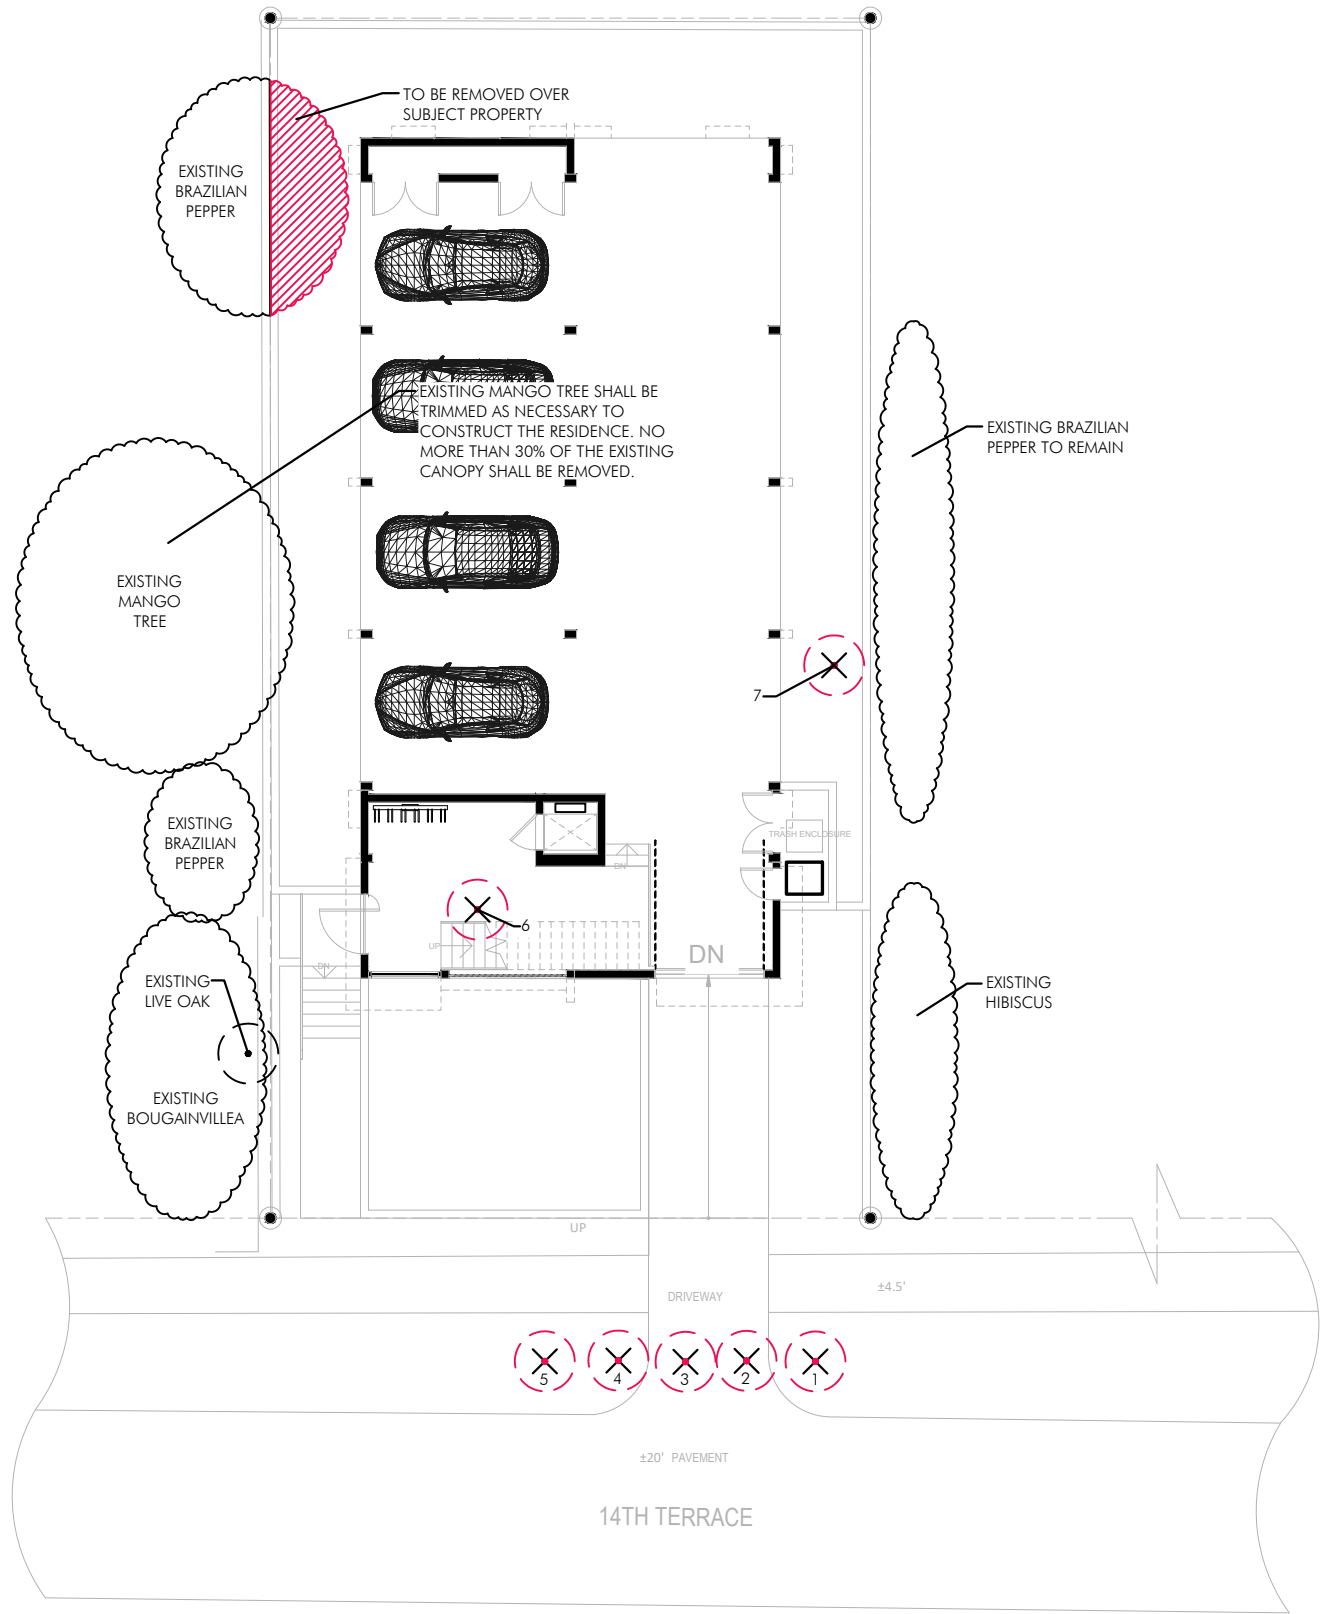 TO BE REMOVED OVER
SUBJECT PROPERTY
EXISTING
BRAZILIAN
PEPPER
EXISTING MANGO TREE SHALL BE
TRIMMED AS NECESSARY TO
CONSTRUCT THE RESIDENCE. NO
MORE THAN 30% OF THE EXISTING
CANOPY SHALL BE REMOVED.
EXISTING BRAZILIAN
PEPPER TO REMAIN
EXISTING
MANGO
TREE
7
EXISTING
BRAZILIAN
PEPPER
TRASH ENCLOSURE
DN
6
UP
DN
DN
EXISTING
LIVE OAK
EXISTING
HIBISCUS
EXISTING
BOUGAINVILLEA
UP
±4.5'
DRIVEWAY
5
4
3
2
1
±20' PAVEMENT
14TH TERRACE